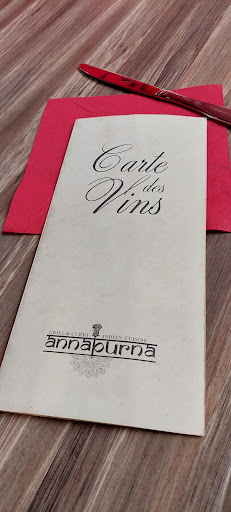 Carte
des
Vins
GRILL & CURRY INDIAN CUISINE
annapurna